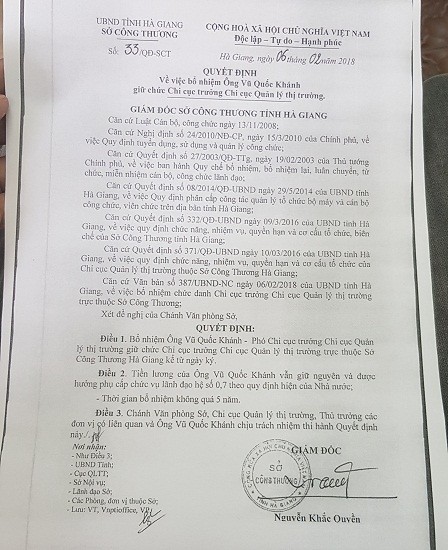 UBND TỈNH HÀ GIANG
SỞ CÔNG THƯƠNG
Số: 33/QĐ-SCT
CỘNG HOÀ XÃ HỘI CHỦ NGHĨA VIỆT NAM
Độc lập – Tự do – Hạnh phúc
Hà Giang, ngày 06 tháng 02 năm 2018
QUYẾT ĐỊNH
Về việc bổ nhiệm Ông Vũ Quốc Khánh
giữ chức Chi cục trưởng Chi cục Quản lý thị trường.
GIÁM ĐỐC SỞ CÔNG THƯƠNG TỈNH HÀ GIANG
Căn cứ Luật Cán bộ, công chức ngày 13/11/2008;
Căn cứ Nghị định số 24/2010/NĐ-CP, ngày 15/3/2010 của Chính phủ, về
việc Quy định tuyển dụng, sử dụng và quản lý công chức;
Căn cứ Quyết định số 27/2003/QĐ-TTg, ngày 19/02/2003 của Thủ tướng
Chính phủ, về việc ban hành Quy chế bổ nhiệm, bổ nhiệm lại, luân chuyển, từ
chức, miễn nhiệm cán bộ, công chức lãnh đạo;
Căn cứ Quyết định số 08/2014/QĐ-UBND ngày 29/5/2014 của UBND tỉnh
Hà Giang, về việc Quy định phân cấp công tác quản lý tổ chức bộ máy và cán bộ
công chức, viên chức trên địa bàn tỉnh Hà Giang;
Căn cứ Quyết định số 332/QĐ-UBND ngày 09/3/2016 của UBND tỉnh Hà
Giang, về việc quy định chức năng, nhiệm vụ, quyền hạn và cơ cấu tổ chức, biên
chế của Sở Công Thương tỉnh Hà Giang;
Căn cứ Quyết định số 371/QĐ-UBND ngày 10/03/2016 của UBND tỉnh Hà
Giang, về việc quy định chức năng, nhiệm vụ, quyền hạn và cơ cấu tổ chức của
Chi cục Quản lý thị trường thuộc Sở Công Thương Hà Giang;
Căn cứ Văn bản số 387/UBND-NC ngày 06/02/2018 của UBND tỉnh Hà
Giang, về việc bổ nhiệm chức danh Chi cục trưởng Chi cục Quản lý thị trường
trực thuộc Sở Công Thương;
Xét đề nghị của Chánh Văn phòng Sở,
QUYẾT ĐỊNH:
Điều 1. Bổ nhiệm Ông Vũ Quốc Khánh - Phó Chi cục trưởng Chi cục Quản
lý thị trường giữ chức Chi cục trưởng Chi cục Quản lý thị trường trực thuộc Sở
Công Thương Hà Giang kể từ ngày ký.
Điều 2. Tiền lương của Ông Vũ Quốc Khánh vẫn giữ nguyên và được
hưởng phụ cấp chức vụ lãnh đạo hệ số 0,7 theo quy định hiện của Nhà nước;
- Thời gian bổ nhiệm không quá 5 năm.
Điều 3. Chánh Văn phòng Sở, Chi cục Quản lý thị trường, Thủ trưởng các
đơn vị có liên quan và Ông Vũ Quốc Khánh chịu trách nhiệm thi hành Quyết định
này./.
Nơi nhận:
- Như Điều 3;
- UBND Tỉnh;
- Cục QLTT;
- Sở Nội vụ;
- Lãnh đạo Sở;
- Các Phòng, đơn vị thuộc Sở;
- Lưu: VT, Vnptioffice, VP.
GIÁM ĐỐC
SỞ
CÔNG THƯƠNG
Nguyễn Khắc Quyền